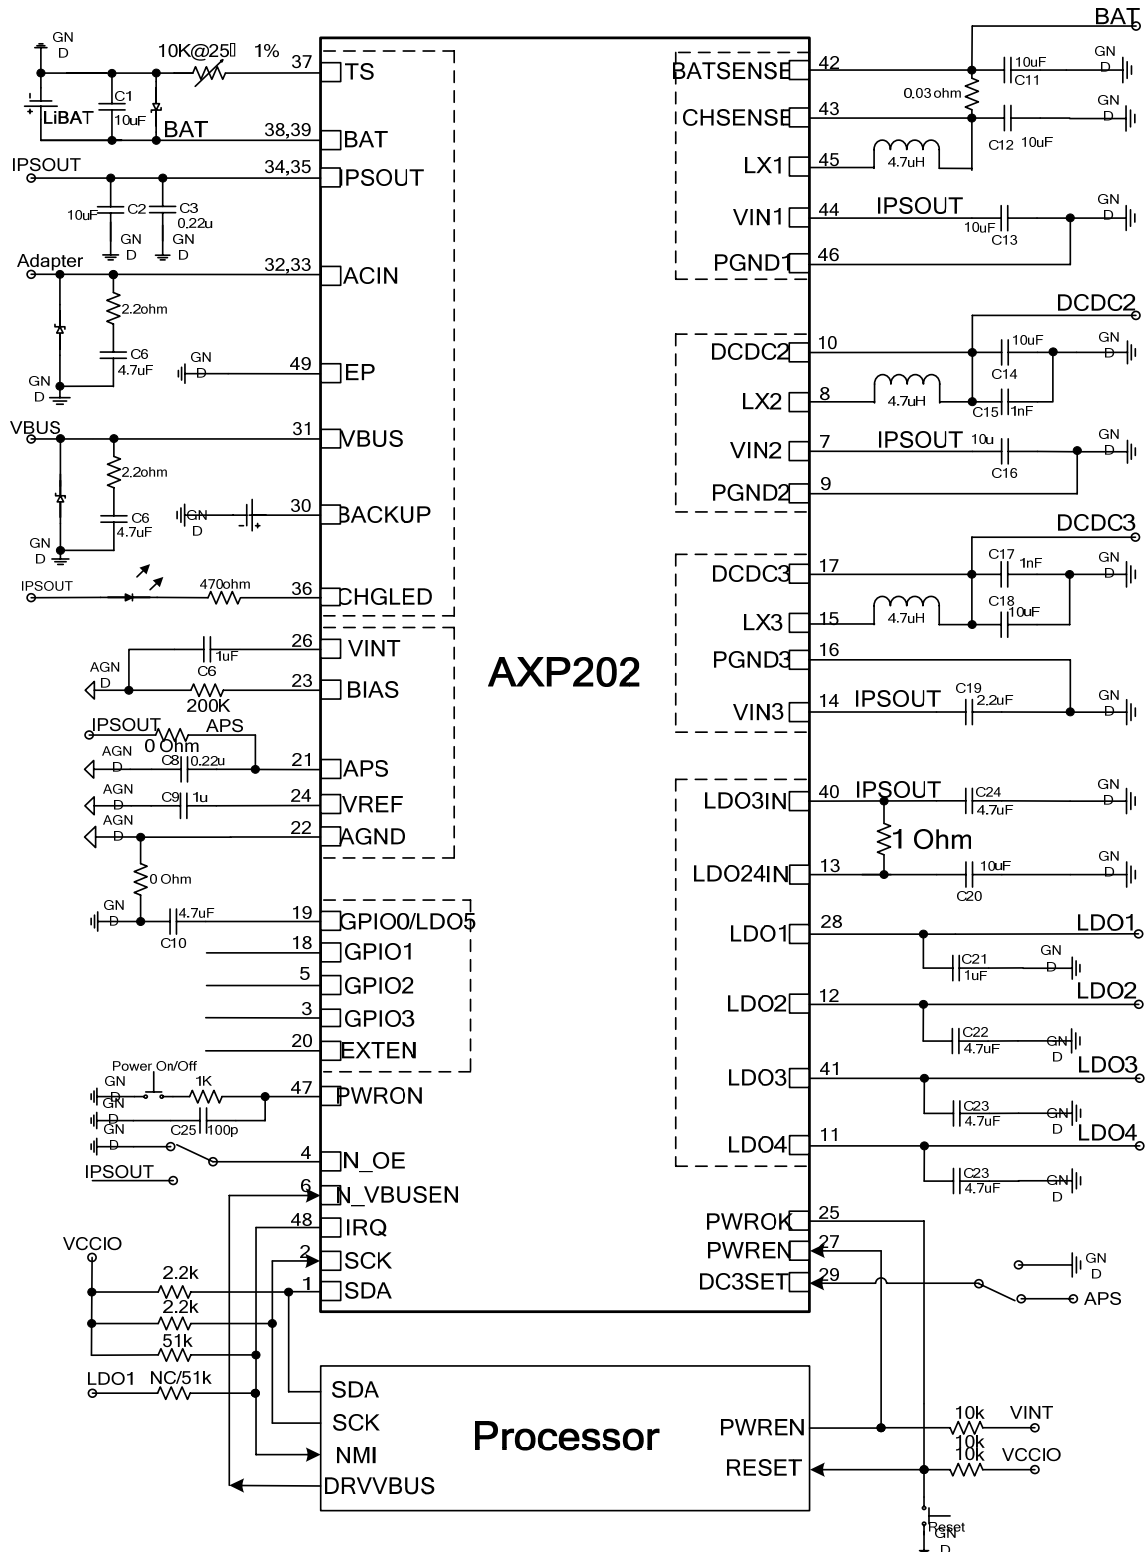 BAT
GN
D
10K@25▯ 1%
37
TS
C1
10uF
LiBAT
BAT
38,39
BAT
IPSOUT
34,35
IPSOUT
10uF
C2
C3
0.22u
GN
D
GN
D
Adapter
32,33
ACIN
2.2ohm
C6
4.7uF
GN
D
GN
D
49
EP
VBUS
31
VBUS
2.2ohm
C6
4.7uF
GN
D
GN
D
30
BACKUP
IPSOUT
470ohm
36
CHGLED
26
VINT
1uF
C6
AGN
D
23
BIAS
200K
IPSOUT
APS
0 Ohm
AGN
D
C8
0.22u
21
APS
AGN
D
C9
1u
24
VREF
AGN
D
22
AGND
0 Ohm
GN
D
4.7uF
C10
19
GPIO0/LDO5
18
GPIO1
5
GPIO2
3
GPIO3
20
EXTEN
Power On/Off
GN
D
1K
47
PWRON
GN
D
C25
100p
GN
D
4
N_OE
IPSOUT
6
N_VBUSEN
48
IRQ
VCCIO
2
SCK
2.2k
1
SDA
2.2k
51k
LDO1
NC/51k
AXP202
42
BATSENSE
10uF
C11
GN
D
0.03ohm
43
CHSENSE
C12
10uF
GN
D
45
LX1
4.7uH
44
VIN1
IPSOUT
10uF
C13
GN
D
46
PGND1
DCDC2
10
DCDC2
10uF
C14
GN
D
8
LX2
4.7uH
C15
1nF
7
VIN2
IPSOUT
10u
C16
GN
D
9
PGND2
DCDC3
17
DCDC3
C17
1nF
GN
D
15
LX3
4.7uH
C18
10uF
16
PGND3
14
VIN3
IPSOUT
C19
2.2uF
GN
D
40
LDO3IN
IPSOUT
C24
4.7uF
GN
D
1 Ohm
13
LDO24IN
10uF
C20
GN
D
28
LDO1
LDO1
C21
1uF
GN
D
12
LDO2
LDO2
C22
4.7uF
GN
D
41
LDO3
LDO3
C23
4.7uF
GN
D
11
LDO4
LDO4
C23
4.7uF
GN
D
25
PWROK
27
PWREN
29
DC3SET
GN
D
APS
Processor
SDA
SCK
NMI
DRVVBUS
PWREN
RESET
10k
VINT
10k
10k
VCCIO
Reset
GN
D